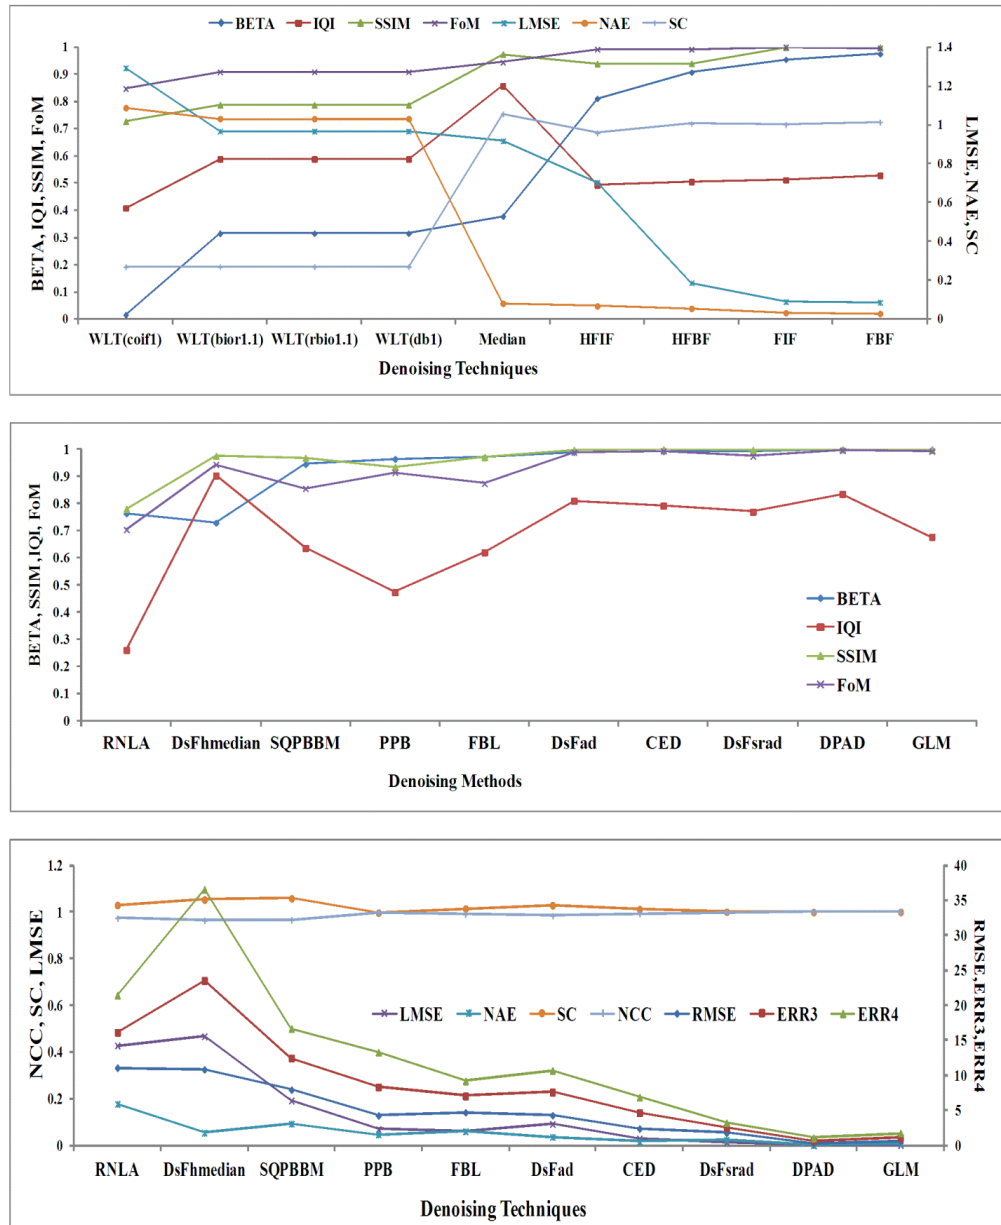 BETA IQI SSIM FoM LMSE NAE SC
1
0.9
0.8
0.7
0.6
0.5
0.4
0.3
0.2
0.1
0
BETA, IQI, SSIM, FoM
1.4
1.2
1
0.8
0.6
0.4
0.2
0
LMSE, NAE, SC
WLT(coif1) WLT(bior1.1) WLT(rbio1.1) WLT(db1) Median HFIF HFBF FIF FBF
Denoising Techniques
1
0.9
0.8
0.7
0.6
0.5
0.4
0.3
0.2
0.1
0
BETA, SSIM, IQI, FoM
BETA
IQI
SSIM
FoM
RNLA DsFhmedian SQPBBM PPB FBL DsFad CED DsFsrad DPAD GLM
Denoising Methods
1.2
1
0.8
0.6
0.4
0.2
0
NCC, SC, LMSE
40
35
30
25
20
15
10
5
0
RMSE,ERR3,ERR4
LMSE NAE SC NCC RMSE ERR3 ERR4
RNLA DsFhmedian SQPBBM PPB FBL DsFad CED DsFsrad DPAD GLM
Denoising Techniques